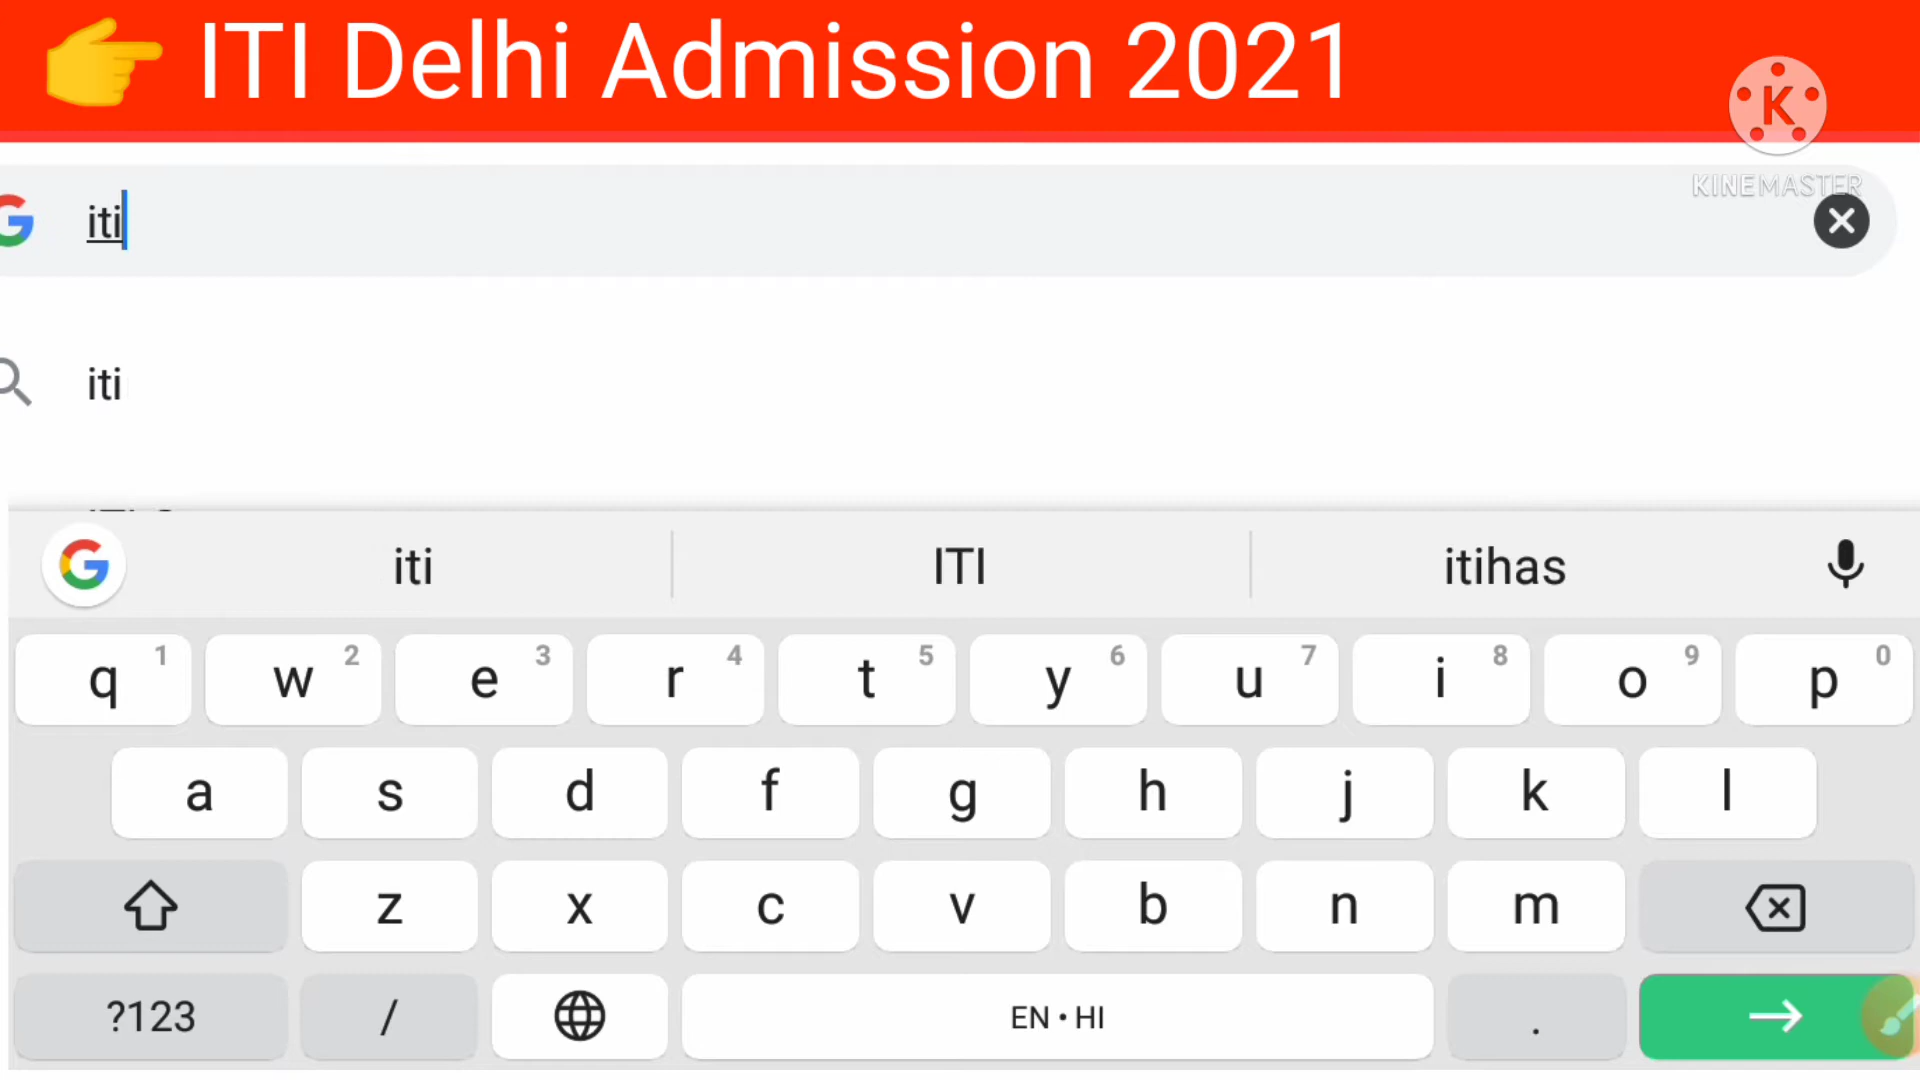 👉 ITI Delhi Admission 2021
K
KINEMASTER
iti
iti
iti ITI itihas
q 1 w 2 e 3 r 4 t 5 y 6 u 7 i 8 o 9 p 0
a s d f g h j k l
z x c v b n m
?123 / EN • HI .